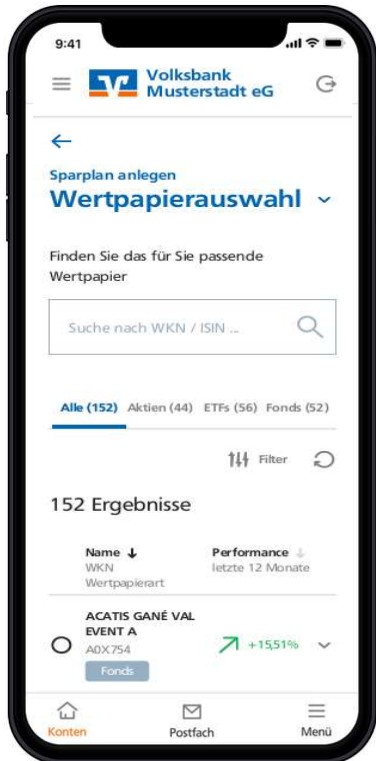 9:41
Volksbank
Musterstadt eG
Sparplan anlegen
Wertpapierauswahl
Finden Sie das für Sie passende
Wertpapier
Suche nach WKN / ISIN ...
Alle (152) Aktien (44) ETFs (56) Fonds (52)
Filter
152 Ergebnisse
Name ↓ Performance ↓
WKN letzte 12 Monate
Wertpapierart
ACATIS GANÉ VAL
EVENT A
A0X754 +15,51%
Fonds
Konten Postfach Menü